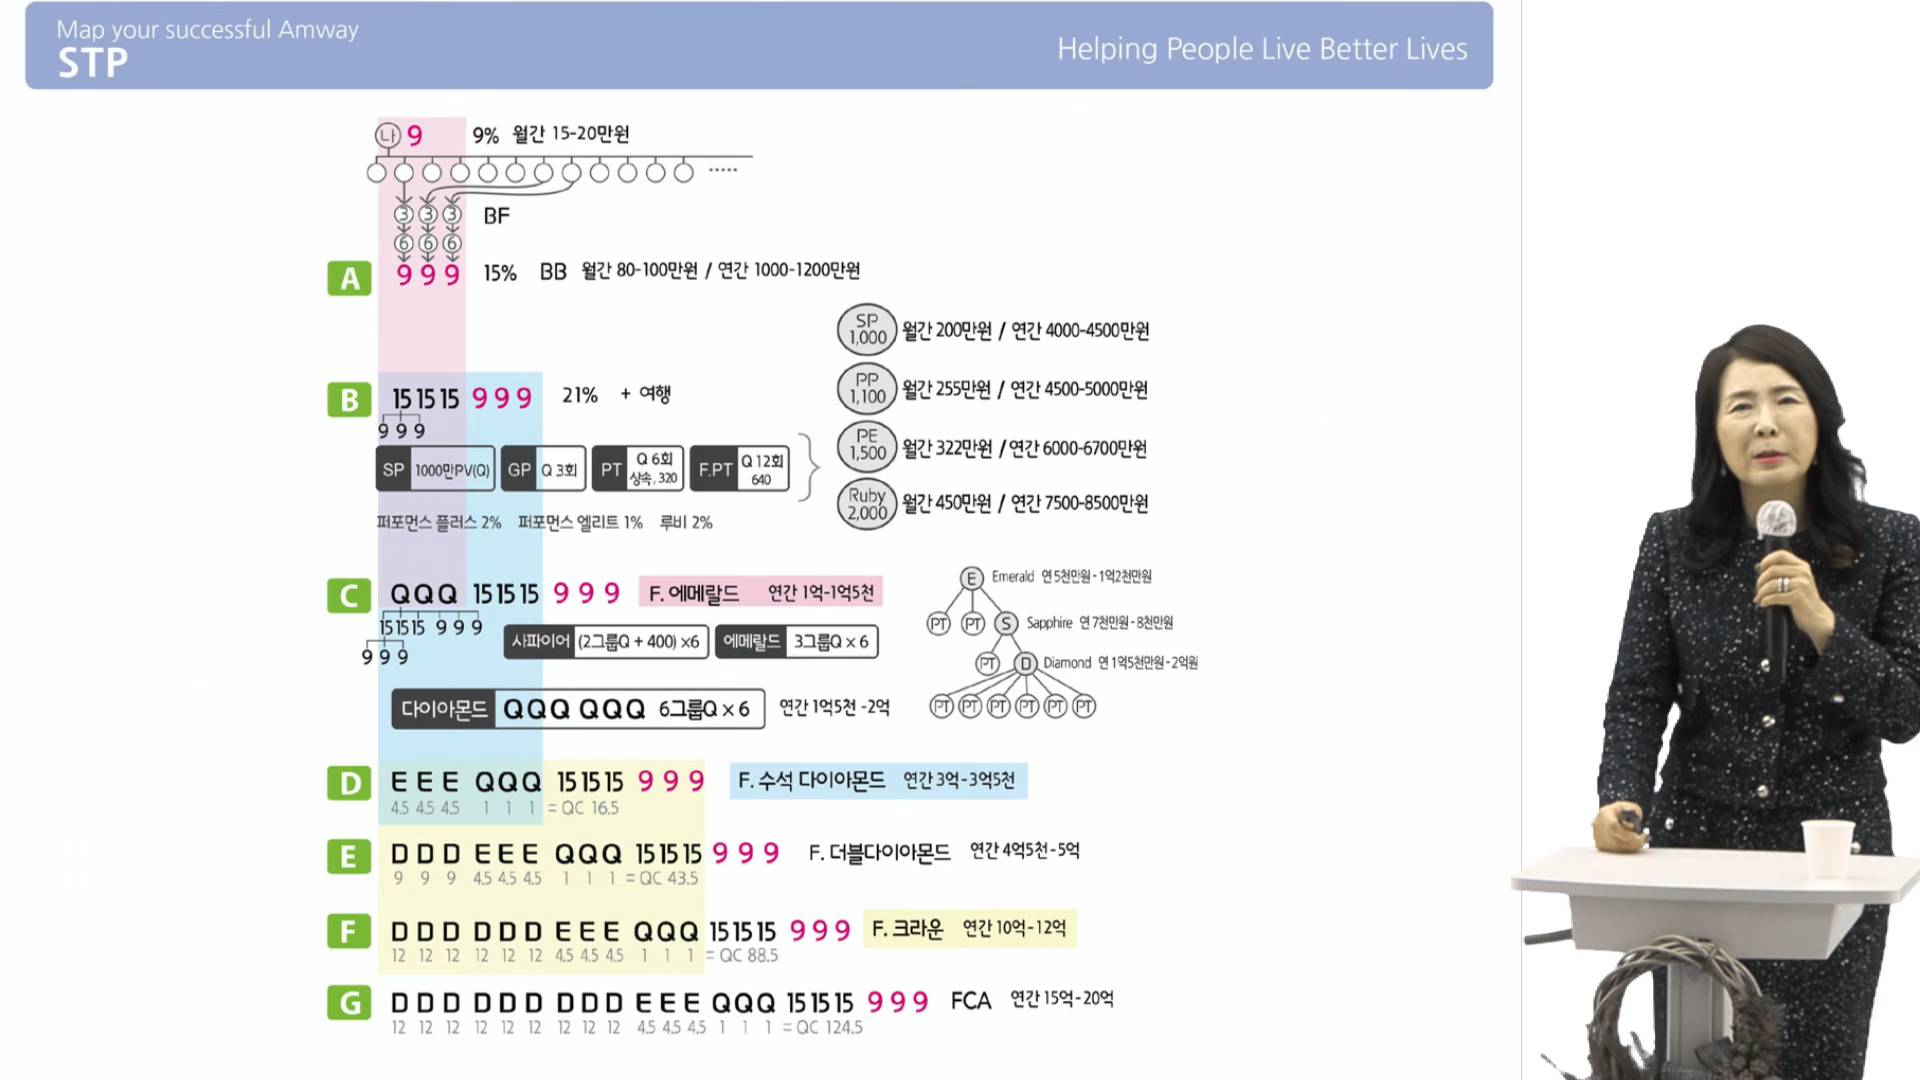 Map your successful Amway
STP
Helping People Live Better Lives
나 9 9% 월간 15-20만원
.....
3 3 3 BF
6 6 6
A 9 9 9 15% BB 월간 80-100만원 / 연간 1000-1200만원
SP 1,000 월간 200만원 / 연간 4000-4500만원
PP 1,100 월간 255만원 / 연간 4500-5000만원
PE 1,500 월간 322만원 / 연간 6000-6700만원
Ruby 2,000 월간 450만원 / 연간 7500-8500만원
B 15 15 15 9 9 9 21% + 여행
9 9 9
SP 1000만PV(Q) GP Q 3회 PT Q 6회 상속, 320 F.PT Q 12회 640
퍼포먼스 플러스 2% 퍼포먼스 엘리트 1% 루비 2%
C Q Q Q 15 15 15 9 9 9 F. 에메랄드 연간 1억-1억5천
15 15 15 9 9 9
9 9 9
사파이어 (2그룹Q + 400) ×6 에메랄드 3그룹Q × 6
다이아몬드 Q Q Q Q Q Q 6그룹Q × 6 연간 1억5천 -2억
E Emerald 연 5천만원 - 1억2천만원
PT PT S Sapphire 연 7천만원 - 8천만원
PT D Diamond 연 1억5천만원 - 2억원
PT PT PT PT PT PT
D E E E Q Q Q 15 15 15 9 9 9 F. 수석 다이아몬드 연간 3억-3억5천
4.5 4.5 4.5 1 1 1 = QC 16.5
E D D D E E E Q Q Q 15 15 15 9 9 9 F. 더블다이아몬드 연간 4억5천-5억
9 9 9 4.5 4.5 4.5 1 1 1 = QC 43.5
F D D D D D D E E E Q Q Q 15 15 15 9 9 9 F. 크라운 연간 10억-12억
12 12 12 12 12 12 4.5 4.5 4.5 1 1 1 = QC 88.5
G D D D D D D D D D E E E Q Q Q 15 15 15 9 9 9 FCA 연간 15억-20억
12 12 12 12 12 12 12 12 12 4.5 4.5 4.5 1 1 1 = QC 124.5